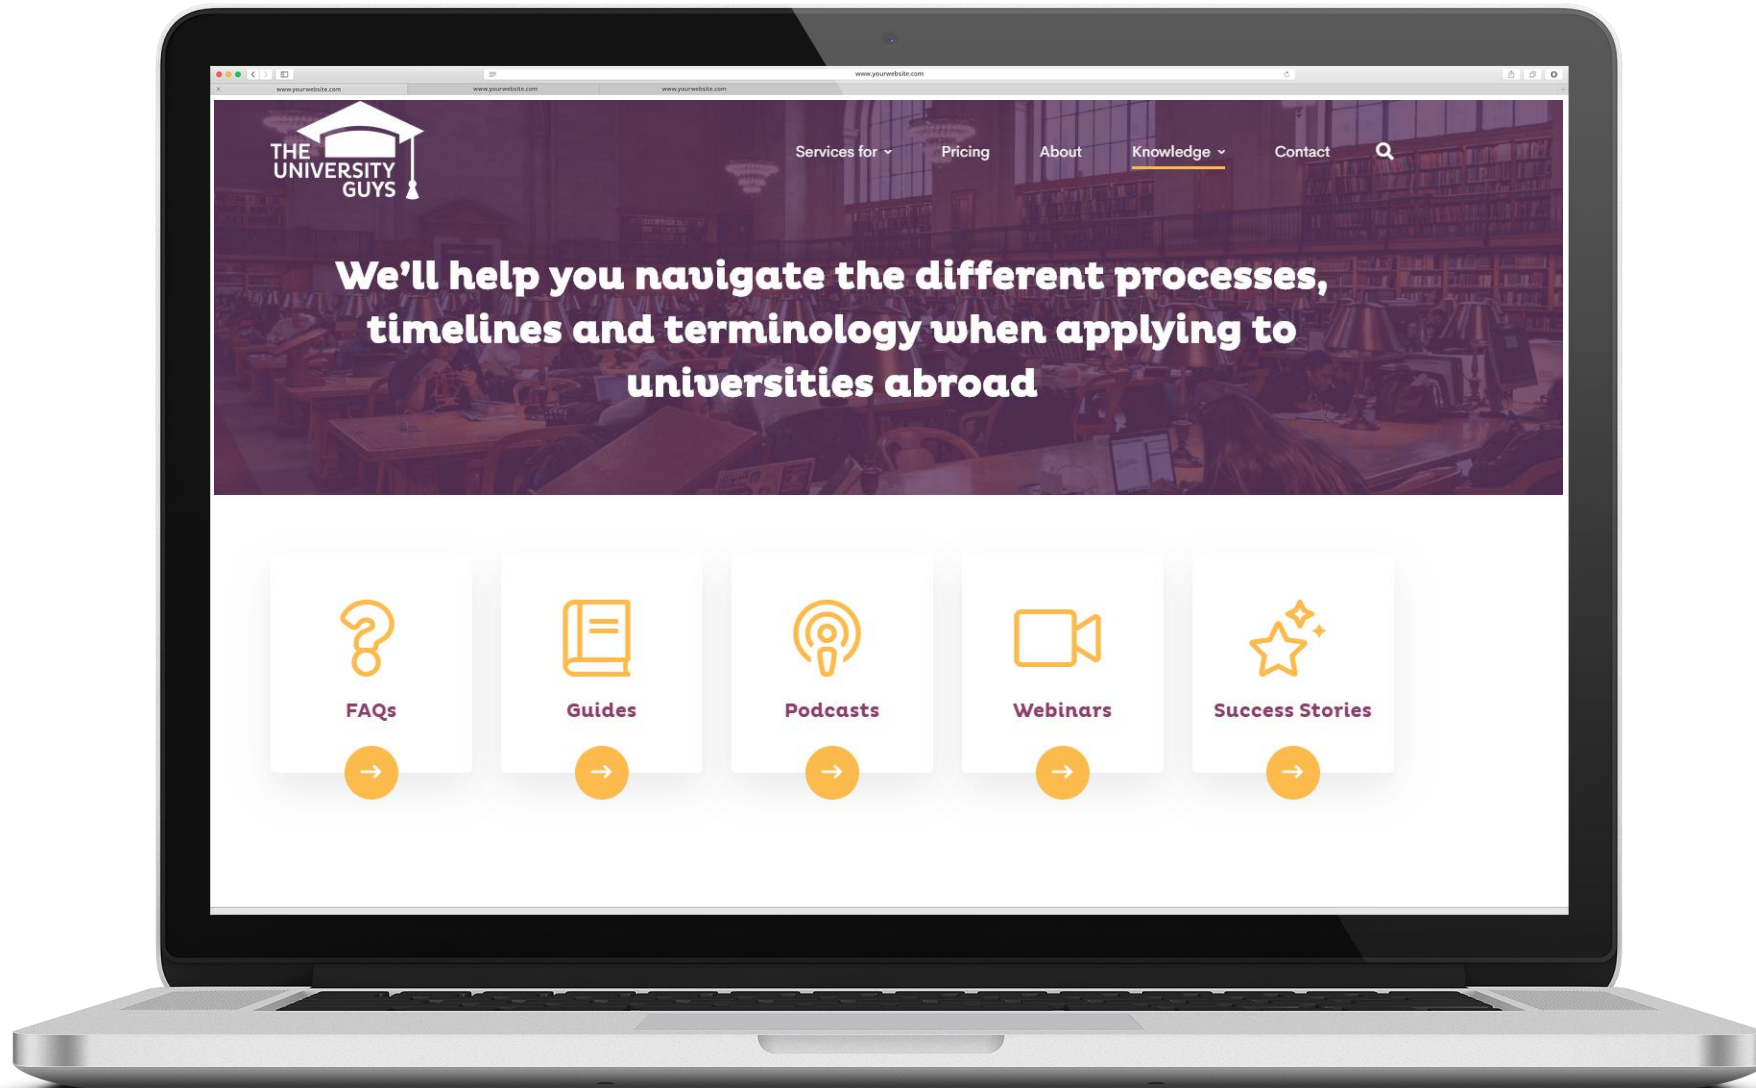 www.yourwebsite.com
www.yourwebsite.com
www.yourwebsite.com
www.yourwebsite.com
THE
UNIVERSITY
GUYS
Services for
Pricing
About
Knowledge
Contact
We'll help you navigate the different processes,
timelines and terminology when applying to
universities abroad
FAQs
Guides
Podcasts
Webinars
Success Stories